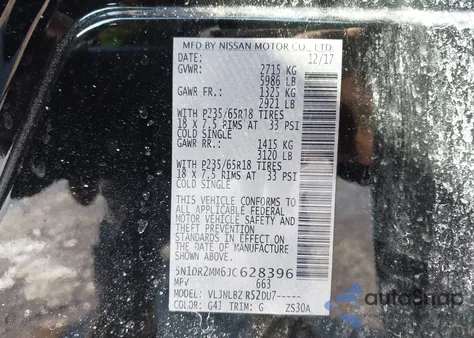 MFD BY NISSAN MOTOR CO., LTD.
DATE: 12/17
GVWR: 2715 KG
5986 LB
GAWR FR.: 1325 KG
2921 LB
WITH P235/65R18 TIRES
18 X 7.5 RIMS AT 33 PSI
COLD SINGLE
GAWR RR.: 1415 KG
3120 LB
WITH P235/65R18 TIRES
18 X 7.5 RIMS AT 33 PSI
COLD SINGLE
THIS VEHICLE CONFORMS TO
ALL APPLICABLE FEDERAL
MOTOR VEHICLE SAFETY AND
THEFT PREVENTION
STANDARDS IN EFFECT ON
THE DATE OF MANUFACTURE
SHOWN ABOVE.
5N1DR2MM6JC628396
MPV 663
MODEL: VLJNLBZ RS2DU7-----
COLOR: G41 TRIM: G ZS30A
autosnap